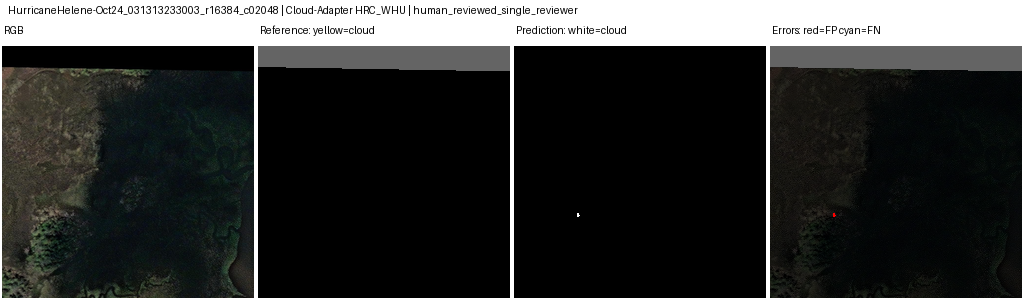 HurricaneHelene-Oct24_031313233003_r16384_c02048 | Cloud-Adapter HRC_WHU | human_reviewed_single_reviewer
RGB
Reference: yellow=cloud
Prediction: white=cloud
Errors: red=FP cyan=FN